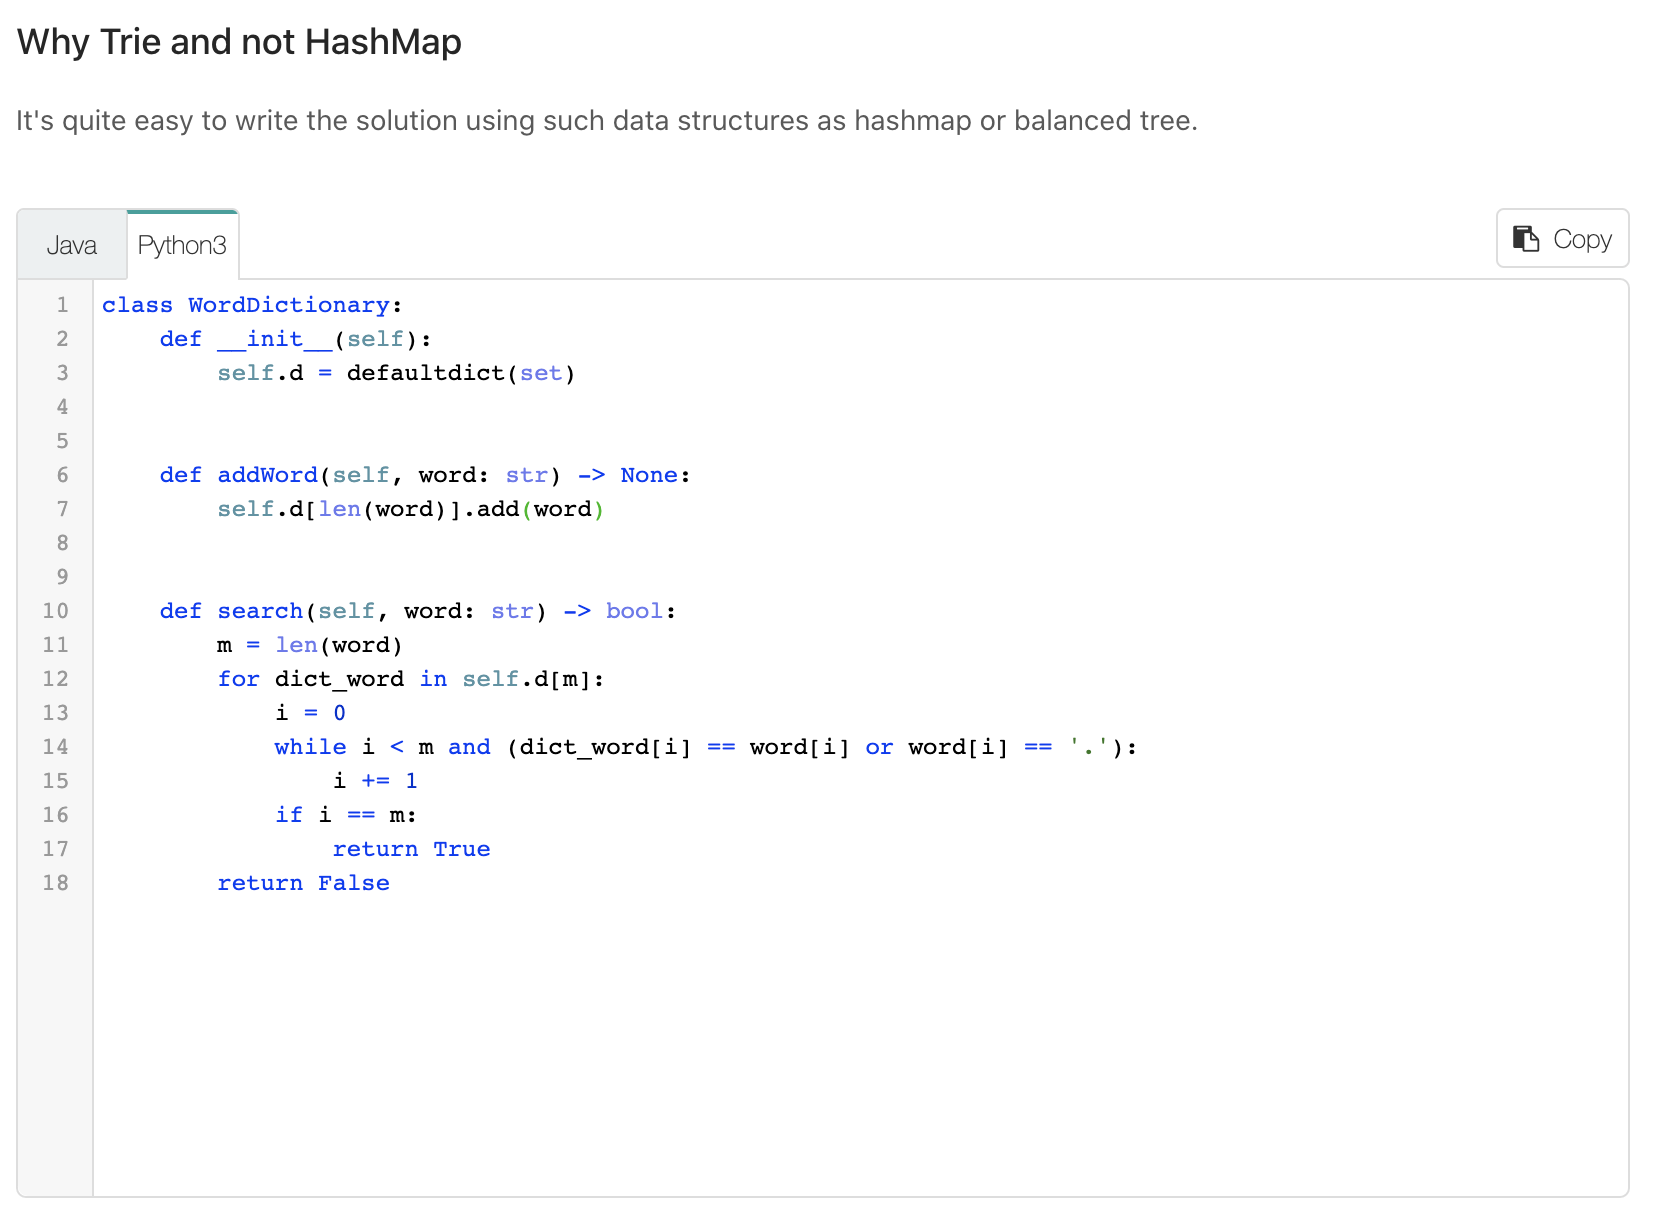 Why Trie and not HashMap
It's quite easy to write the solution using such data structures as hashmap or balanced tree.
Java
Python3
Copy
1 class WordDictionary:
2     def __init__(self):
3         self.d = defaultdict(set)
4
5
6     def addWord(self, word: str) -> None:
7         self.d[len(word)].add(word)
8
9
10     def search(self, word: str) -> bool:
11         m = len(word)
12         for dict_word in self.d[m]:
13             i = 0
14             while i < m and (dict_word[i] == word[i] or word[i] == '.'):
15                 i += 1
16             if i == m:
17                 return True
18         return False